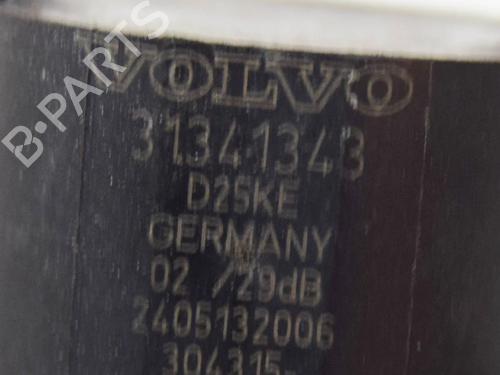 VOLVO
31341343
D25KE
GERMANY
02 / 29dB
2405132006
304315-
B-PARTS